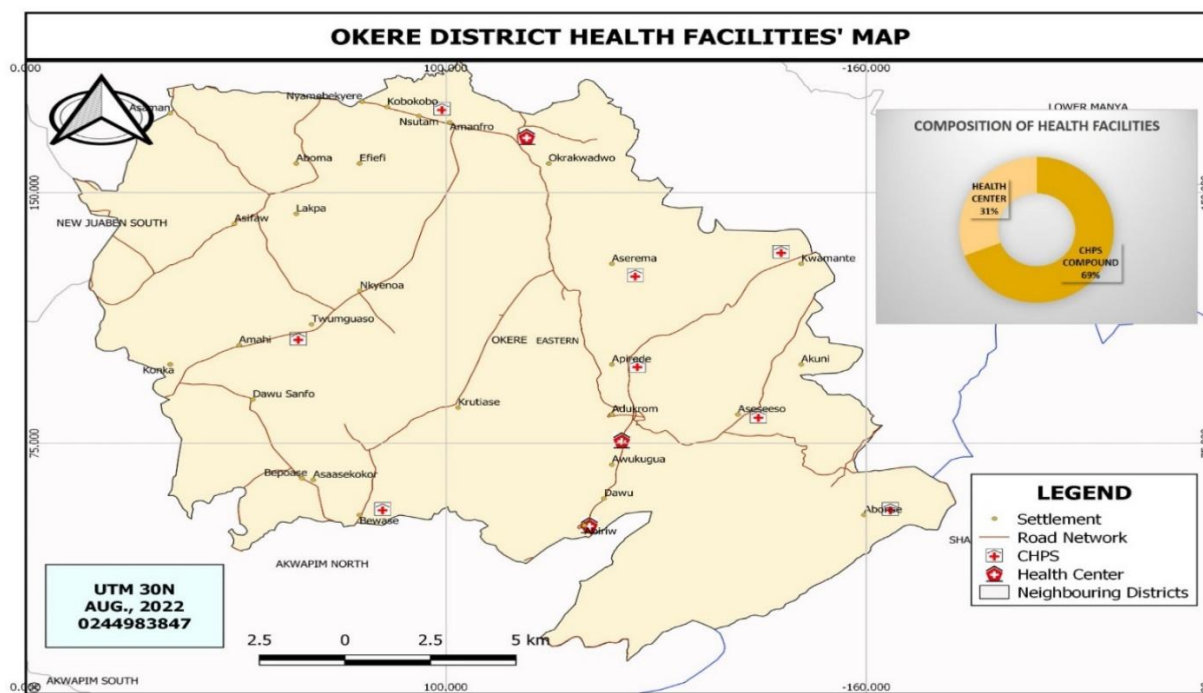 OKERE DISTRICT HEALTH FACILITIES' MAP
0.000
100.000
-160.000
LOWER MANYA
COMPOSITION OF HEALTH FACILITIES
HEALTH
CENTER
31%
CHPS
COMPOUND
69%
Asaman
Nyamebekyere
Kobokobo
Nsutam
Amanfro
Okrakwadwo
Aboma
Efiefi
150.000
Lakpa
NEW JUABEN SOUTH
Asifaw
Aserema
Kwamante
Nkyenoa
Twumguaso
Amahi
OKERE
EASTERN
Konka
Apirede
Akuni
Dawu Sanfo
Krutiase
Adukrom
Aseseeso
75.000
Awukugua
Bepoase
Asaasekokor
Dawu
Bewase
Abiriw
AKWAPIM NORTH
SHA
LEGEND
Settlement
Road Network
CHPS
Health Center
Neighbouring Districts
UTM 30N
AUG., 2022
0244983847
2.5
0
2.5
5 km
AKWAPIM SOUTH
0.000
100.000
-160.000